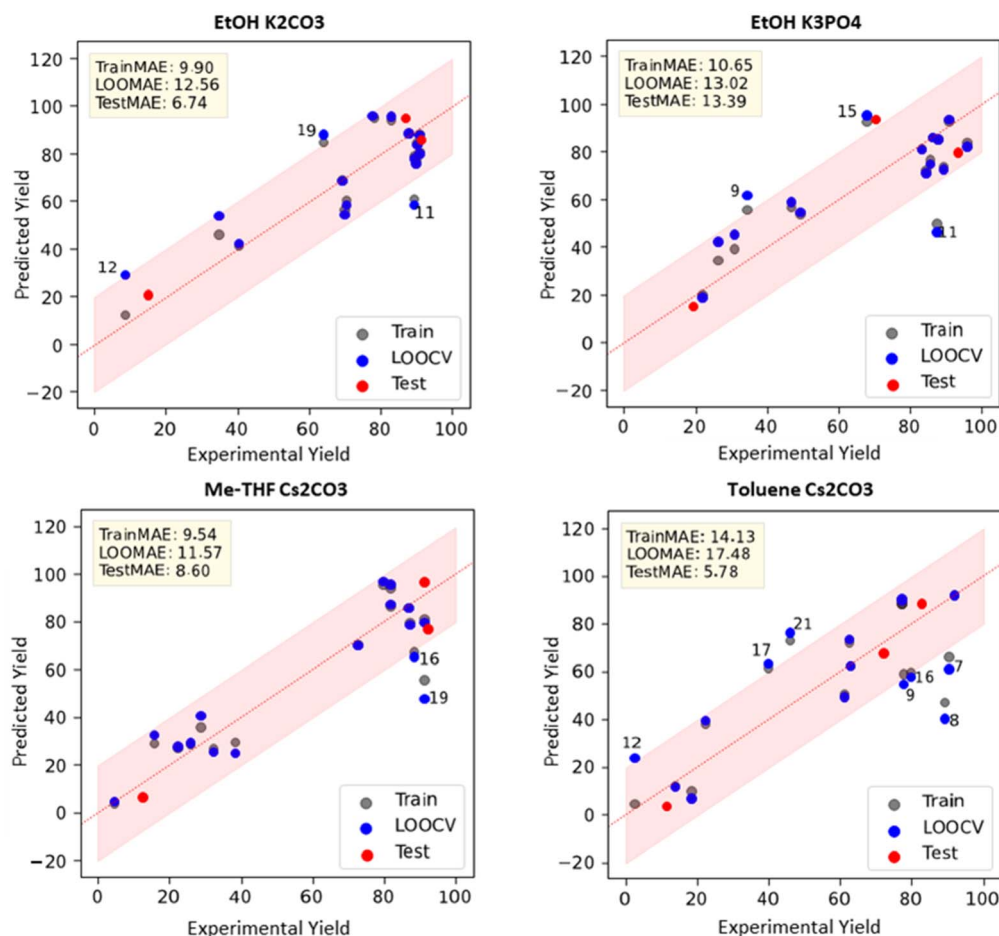 EtOH K2CO3
TrainMAE: 9.90
LOOMAE: 12.56
TestMAE: 6.74
120
100
80
60
40
20
0
−20
Predicted Yield
19
11
12
Train
LOOCV
Test
0 20 40 60 80 100
Experimental Yield
EtOH K3PO4
TrainMAE: 10.65
LOOMAE: 13.02
TestMAE: 13.39
120
100
80
60
40
20
0
−20
Predicted Yield
15
9
11
Train
LOOCV
Test
0 20 40 60 80 100
Experimental Yield
Me-THF Cs2CO3
TrainMAE: 9.54
LOOMAE: 11.57
TestMAE: 8.60
120
100
80
60
40
20
0
−20
Predicted Yield
16
19
Train
LOOCV
Test
0 20 40 60 80 100
Experimental Yield
Toluene Cs2CO3
TrainMAE: 14.13
LOOMAE: 17.48
TestMAE: 5.78
120
100
80
60
40
20
0
−20
Predicted Yield
21
17
7
16
9
8
12
Train
LOOCV
Test
0 20 40 60 80 100
Experimental Yield